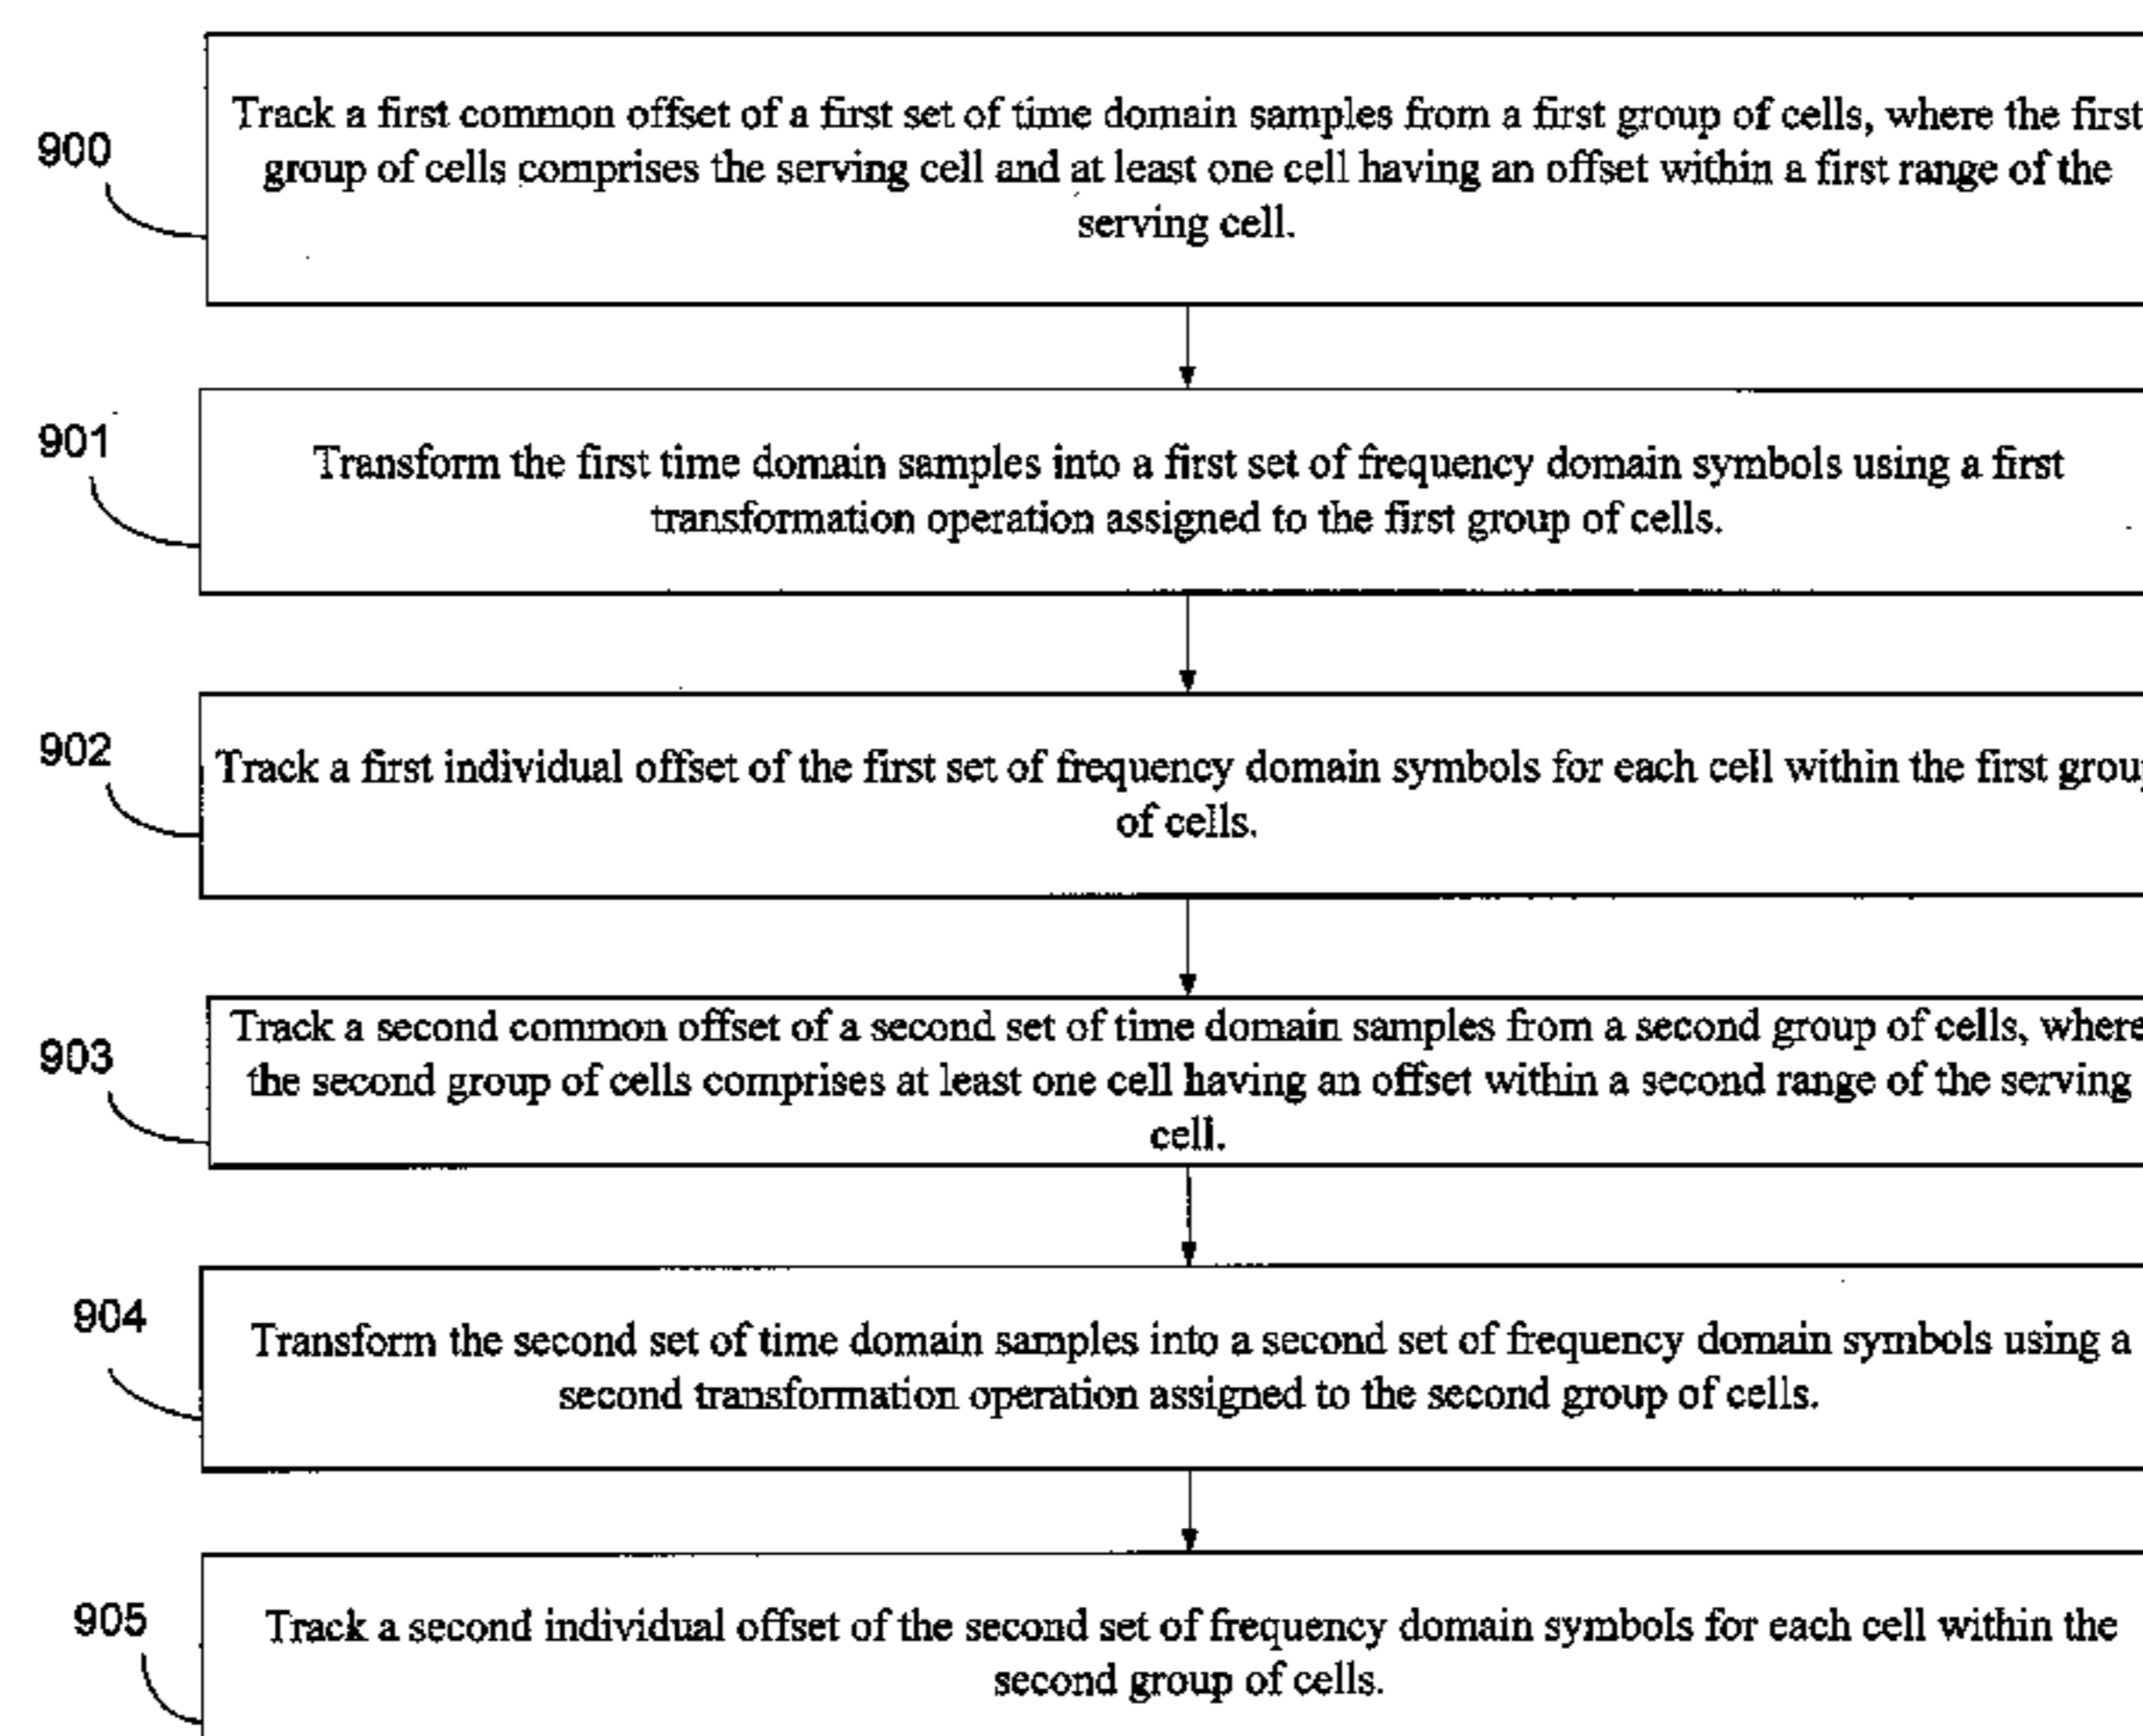 900
Track a first common offset of a first set of time domain samples from a first group of cells, where the first
group of cells comprises the serving cell and at least one cell having an offset within a first range of the
serving cell.
901
Transform the first time domain samples into a first set of frequency domain symbols using a first
transformation operation assigned to the first group of cells.
902
Track a first individual offset of the first set of frequency domain symbols for each cell within the first grou
of cells.
903
Track a second common offset of a second set of time domain samples from a second group of cells, where
the second group of cells comprises at least one cell having an offset within a second range of the serving
cell.
904
Transform the second set of time domain samples into a second set of frequency domain symbols using a
second transformation operation assigned to the second group of cells.
905
Track a second individual offset of the second set of frequency domain symbols for each cell within the
second group of cells.